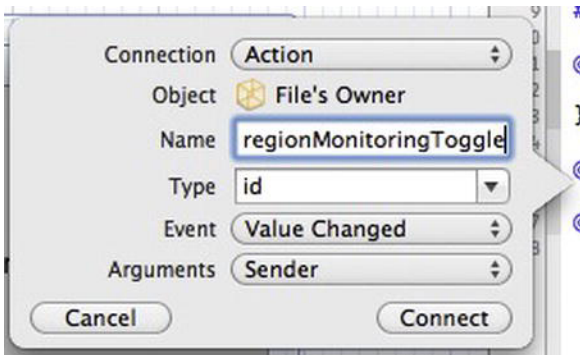 Connection Action
Object File's Owner
Name regionMonitoringToggle
Type id
Event Value Changed
Arguments Sender
Cancel Connect